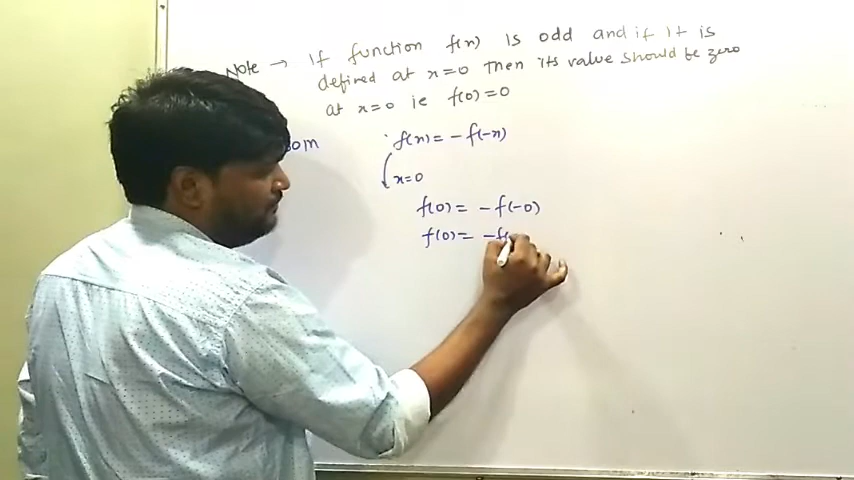 Note → If function f(x) is odd and if it is
defined at x=0 then its value should be zero
at x=0 ie f(0)=0
f(x) = - f(-x)
x=0
f(0) = - f(-0)
f(0) = - f(